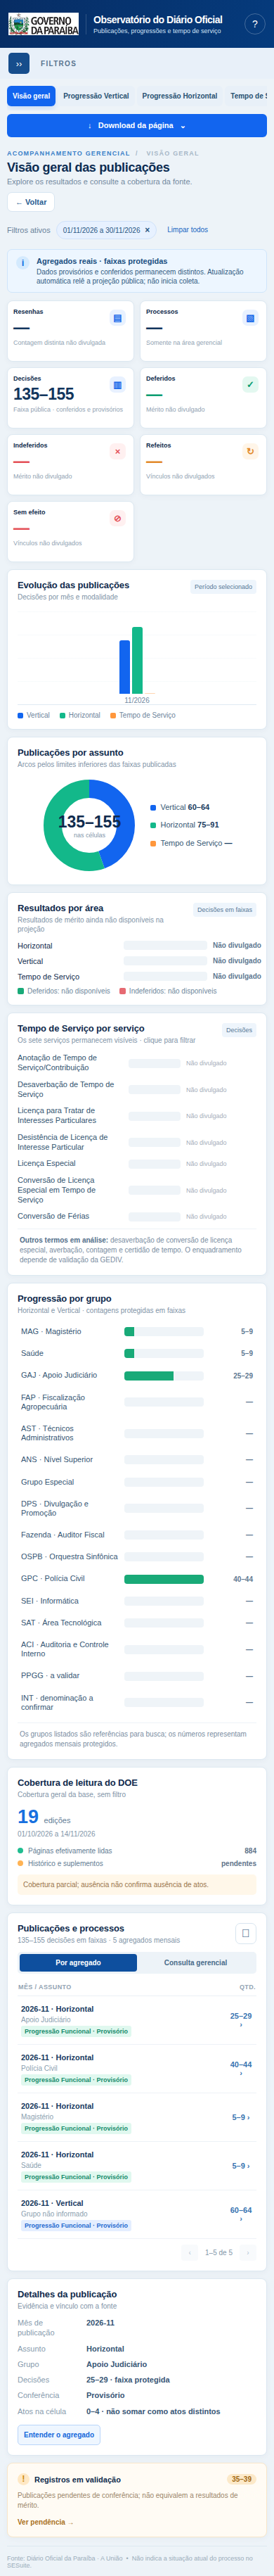 GOVERNO
DA PARAÍBA
Observatório do Diário Oficial
Publicações, progressões e tempo de serviço
?
›› FILTROS
Visão geral Progressão Vertical Progressão Horizontal Tempo de S
↓ Download da página ⌄
ACOMPANHAMENTO GERENCIAL / VISÃO GERAL
Visão geral das publicações
Explore os resultados e consulte a cobertura da fonte.
← Voltar
Filtros ativos 01/11/2026 a 30/11/2026 × Limpar todos
i Agregados reais · faixas protegidas
Dados provisórios e conferidos permanecem distintos. Atualização
automática relê a projeção pública; não inicia coleta.
Resenhas
—
Contagem distinta não divulgada
Processos
—
Somente na área gerencial
Decisões
135–155
Faixa pública · conferidos e provisórios
Deferidos
—
Mérito não divulgado
Indeferidos
—
Mérito não divulgado
Refeitos
—
Vínculos não divulgados
Sem efeito
—
Vínculos não divulgados
Evolução das publicações
Período selecionado
Decisões por mês e modalidade
11/2026
Vertical Horizontal Tempo de Serviço
Publicações por assunto
Arcos pelos limites inferiores das faixas publicadas
135–155
nas células
Vertical 60–64
Horizontal 75–91
Tempo de Serviço —
Resultados por área
Decisões em faixas
Resultados de mérito ainda não disponíveis na
projeção
Horizontal Não divulgado
Vertical Não divulgado
Tempo de Serviço Não divulgado
Deferidos: não disponíveis Indeferidos: não disponíveis
Tempo de Serviço por serviço
Decisões
Os sete serviços permanecem visíveis · clique para filtrar
Anotação de Tempo de
Serviço/Contribuição Não divulgado
Desaverbação de Tempo de
Serviço Não divulgado
Licença para Tratar de
Interesses Particulares Não divulgado
Desistência de Licença de
Interesse Particular Não divulgado
Licença Especial Não divulgado
Conversão de Licença
Especial em Tempo de
Serviço Não divulgado
Conversão de Férias Não divulgado
Outros termos em análise: desaverbação de conversão de licença
especial, averbação, contagem e certidão de tempo. O enquadramento
depende de validação da GEDIV.
Progressão por grupo
Horizontal e Vertical · contagens protegidas em faixas
MAG · Magistério 5–9
Saúde 5–9
GAJ · Apoio Judiciário 25–29
FAP · Fiscalização
Agropecuária —
AST · Técnicos
Administrativos —
ANS · Nível Superior —
Grupo Especial —
DPS · Divulgação e
Promoção —
Fazenda · Auditor Fiscal —
OSPB · Orquestra Sinfônica —
GPC · Polícia Civil 40–44
SEI · Informática —
SAT · Área Tecnológica —
ACI · Auditoria e Controle
Interno —
PPGG · a validar —
INT · denominação a
confirmar —
Os grupos listados são referências para busca; os números representam
agregados mensais protegidos.
Cobertura de leitura do DOE
Cobertura geral da base, sem filtro
19 edições
01/10/2026 a 14/11/2026
Páginas efetivamente lidas 884
Histórico e suplementos pendentes
Cobertura parcial; ausência não confirma ausência de atos.
Publicações e processos
135–155 decisões em faixas · 5 agregados mensais
Por agregado Consulta gerencial
MÊS / ASSUNTO QTD.
2026-11 · Horizontal
Apoio Judiciário
Progressão Funcional · Provisório
25–29 ›
2026-11 · Horizontal
Polícia Civil
Progressão Funcional · Provisório
40–44 ›
2026-11 · Horizontal
Magistério
Progressão Funcional · Provisório
5–9 ›
2026-11 · Horizontal
Saúde
Progressão Funcional · Provisório
5–9 ›
2026-11 · Vertical
Grupo não informado
Progressão Funcional · Provisório
60–64 ›
‹ 1–5 de 5 ›
Detalhes da publicação
Evidência e vínculo com a fonte
Mês de
publicação 2026-11
Assunto Horizontal
Grupo Apoio Judiciário
Decisões 25–29 · faixa protegida
Conferência Provisório
Atos na célula 0–4 · não somar como atos distintos
Entender o agregado
! Registros em validação 35–39
Publicações pendentes de conferência; não equivalem a resultados de
mérito.
Ver pendência →
Fonte: Diário Oficial da Paraíba · A União • Não indica a situação atual do processo no
SESuite.